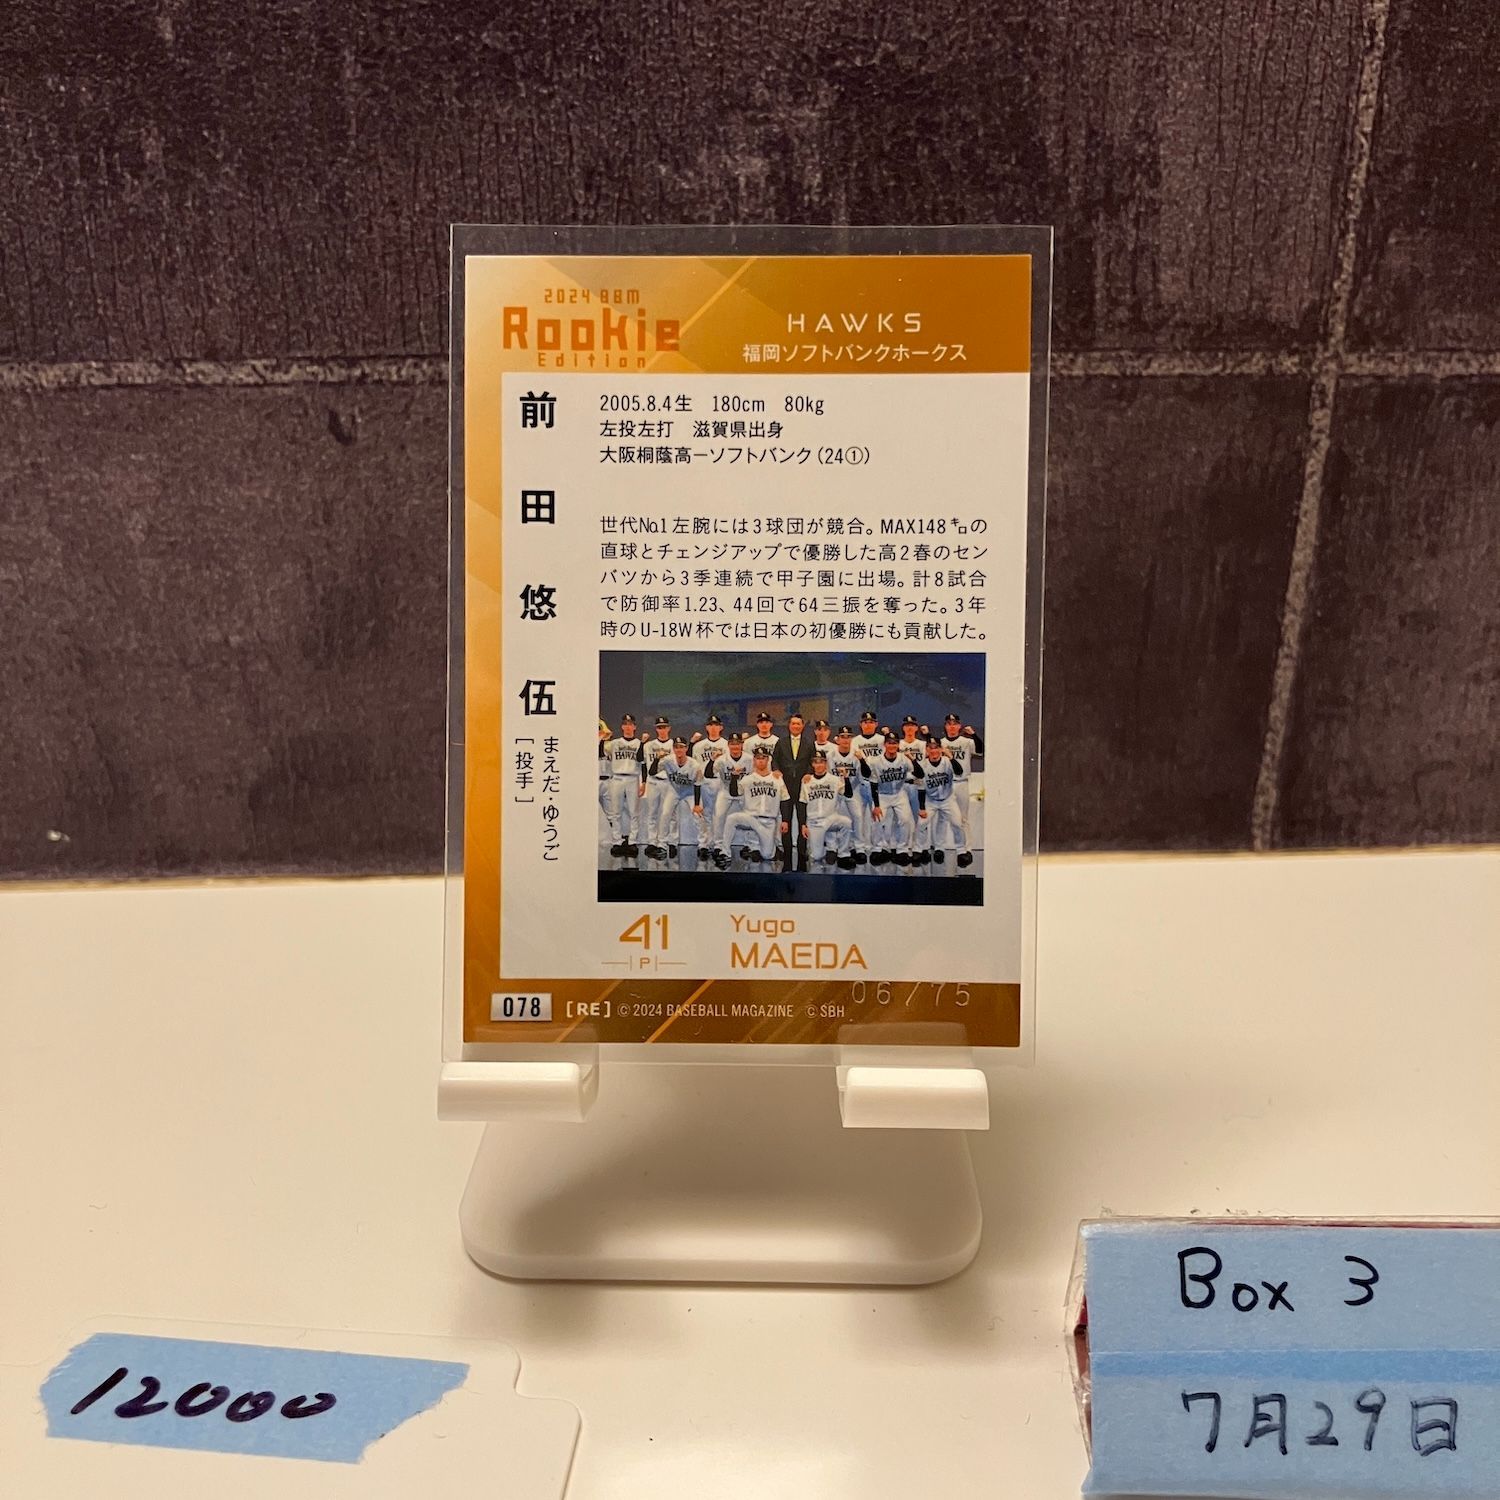 2024 BBM
Rookie
Edition
HAWKS
福岡ソフトバンクホークス
前田悠伍
まえだ・ゆうご
[投手]
2005.8.4生 180cm 80kg
左投左打 滋賀県出身
大阪桐蔭高ーソフトバンク(24①)
世代No.1左腕には3球団が競合。MAX148㌔の
直球とチェンジアップで優勝した高2春のセン
バツから3季連続で甲子園に出場。計8試合
で防御率1.23、44回で64三振を奪った。3年
時のU-18W杯では日本の初優勝にも貢献した。
41
P
Yugo
MAEDA
06/75
078 [RE] ©2024 BASEBALL MAGAZINE ©SBH
12000
Box 3
7月29日